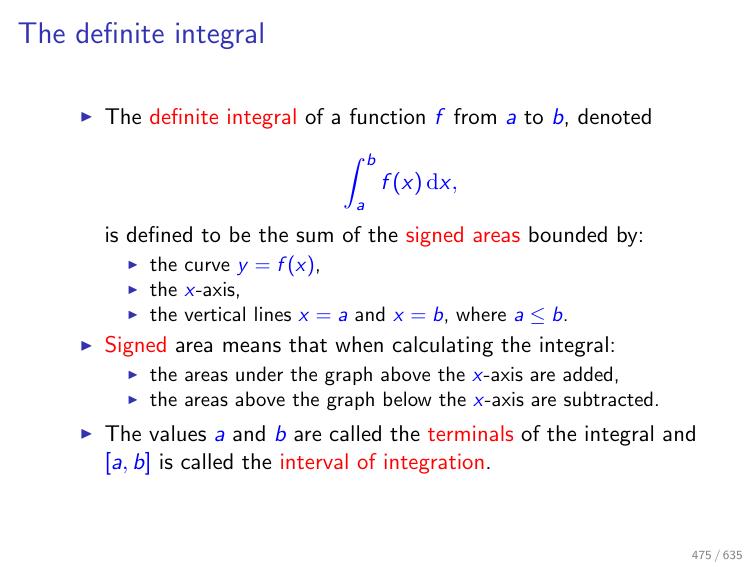 The definite integral
▶ The definite integral of a function f from a to b, denoted
∫_a^b f(x) dx,
is defined to be the sum of the signed areas bounded by:
▶ the curve y = f(x),
▶ the x-axis,
▶ the vertical lines x = a and x = b, where a ≤ b.
▶ Signed area means that when calculating the integral:
▶ the areas under the graph above the x-axis are added,
▶ the areas above the graph below the x-axis are subtracted.
▶ The values a and b are called the terminals of the integral and
[a, b] is called the interval of integration.
475 / 635